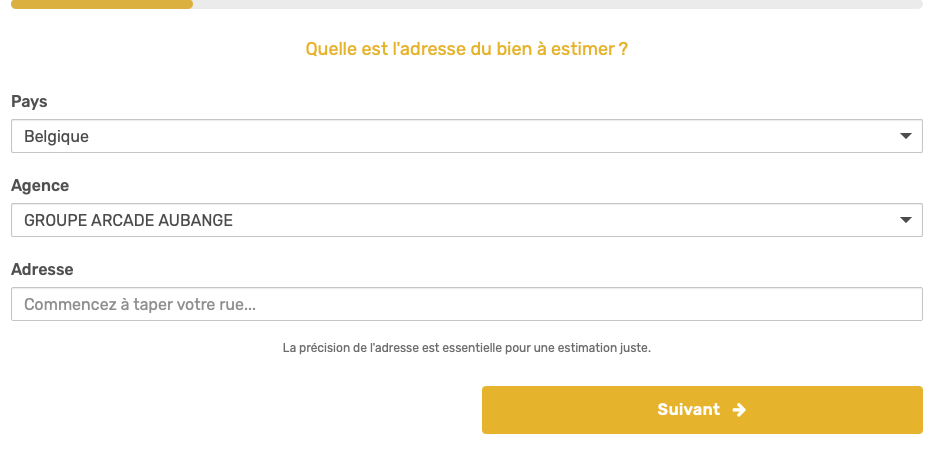 Quelle est l'adresse du bien à estimer ?
Pays
Belgique
Agence
GROUPE ARCADE AUBANGE
Adresse
Commencez à taper votre rue...
La précision de l'adresse est essentielle pour une estimation juste.
Suivant